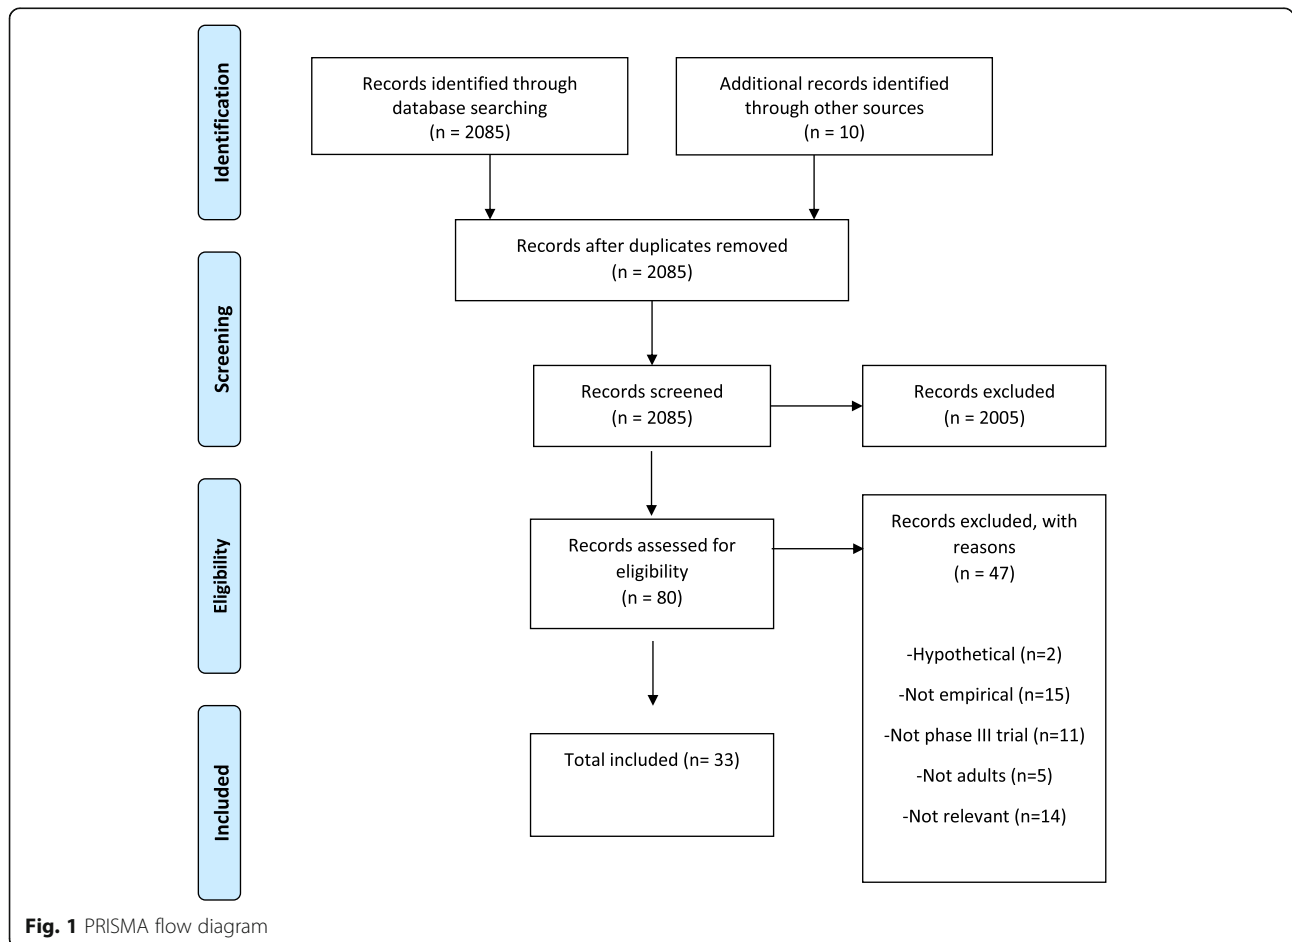 Identification
Records identified through
database searching
(n = 2085)
Additional records identified
through other sources
(n = 10)
Records after duplicates removed
(n = 2085)
Screening
Records screened
(n = 2085)
Records excluded
(n = 2005)
Eligibility
Records assessed for
eligibility
(n = 80)
Records excluded, with
reasons
(n = 47)
-Hypothetical (n=2)
-Not empirical (n=15)
-Not phase III trial (n=11)
-Not adults (n=5)
-Not relevant (n=14)
Included
Total included (n= 33)
Fig. 1 PRISMA flow diagram